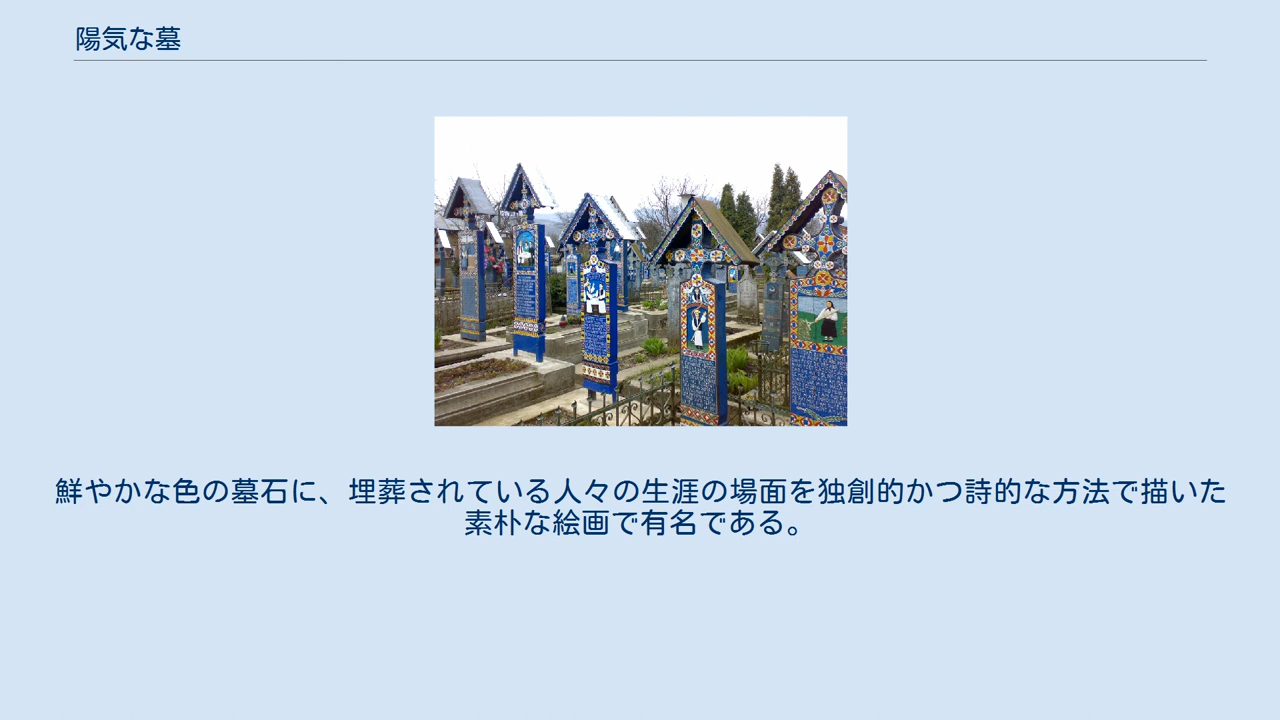 陽気な墓
鮮やかな色の墓石に、埋葬されている人々の生涯の場面を独創的かつ詩的な方法で描いた
素朴な絵画で有名である。